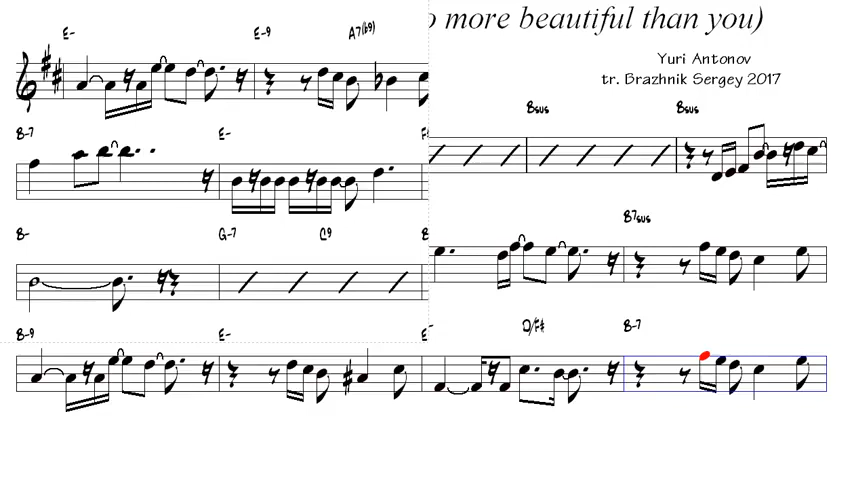 o more beautiful than you)
Yuri Antonov
tr. Brazhnik Sergey 2017
E- E-9 A7(b9)
Bsus Bsus
B-7 E-
B7sus
B- G-7 C9
B-9 E- D/F# B-7